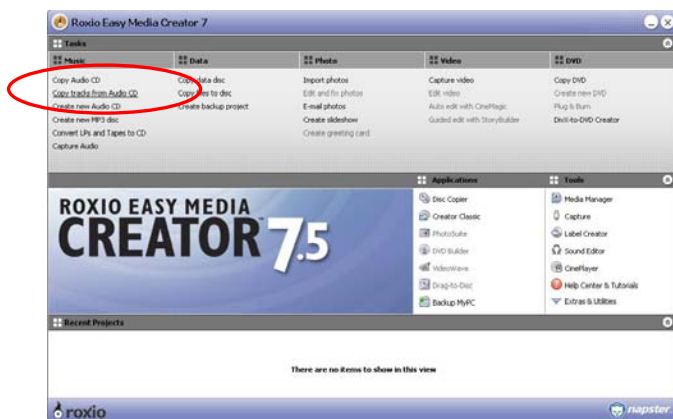 Roxio Easy Media Creator 7
Tasks
Music
Copy Audio CD
Copy tracks from Audio CD
Create new Audio CD
Create new MP3 disc
Convert LPs and Tapes to CD
Capture Audio
Data
Copy data disc
Copy files to disc
Create backup project
Photo
Import photos
Edit and fix photos
E-mail photos
Create slideshow
Create greeting card
Video
Capture video
Edit video
Auto edit with CineMagic
Guided edit with StoryBuilder
DVD
Copy DVD
Create new DVD
Plug & Burn
DivX-to-DVD Creator
ROXIO EASY MEDIA
CREATOR 7.5
Applications
Disc Copier
Creator Classic
PhotoSuite
DVD Builder
VideoWave
Drag-to-Disc
Backup MyPC
Tools
Media Manager
Capture
Label Creator
Sound Editor
CinePlayer
Help Center & Tutorials
Extras & Utilities
Recent Projects
There are no items to show in this view
roxio
napster